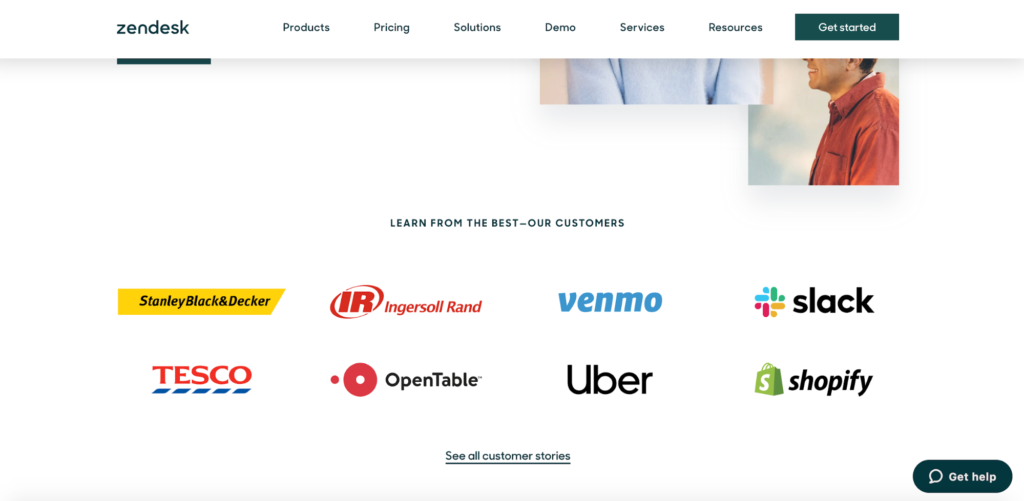 zendesk
Products Pricing Solutions Demo Services Resources Get started
LEARN FROM THE BEST—OUR CUSTOMERS
StanleyBlack&Decker IR Ingersoll Rand venmo slack
TESCO OpenTable™ Uber S shopify
See all customer stories
Get help